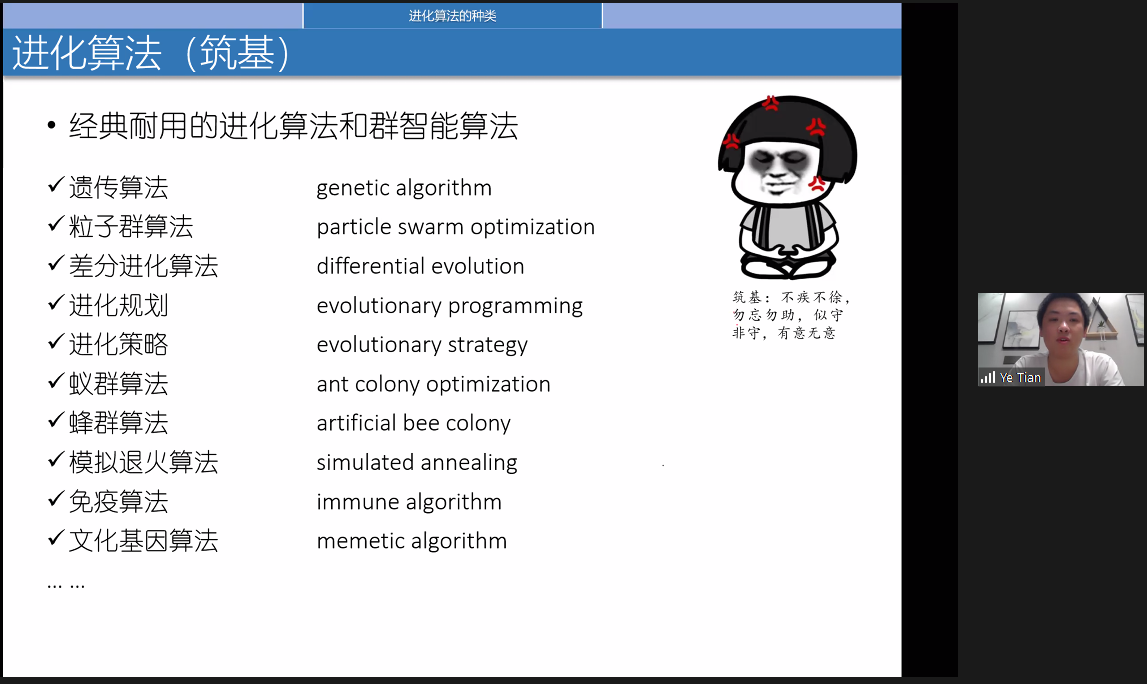 进化算法的种类
进化算法（筑基）
• 经典耐用的进化算法和群智能算法
✓遗传算法 genetic algorithm
✓粒子群算法 particle swarm optimization
✓差分进化算法 differential evolution
✓进化规划 evolutionary programming
✓进化策略 evolutionary strategy
✓蚁群算法 ant colony optimization
✓蜂群算法 artificial bee colony
✓模拟退火算法 simulated annealing
✓免疫算法 immune algorithm
✓文化基因算法 memetic algorithm
... ...
筑基：不疾不徐，
勿忘勿助，似守
非守，有意无意
Ye Tian